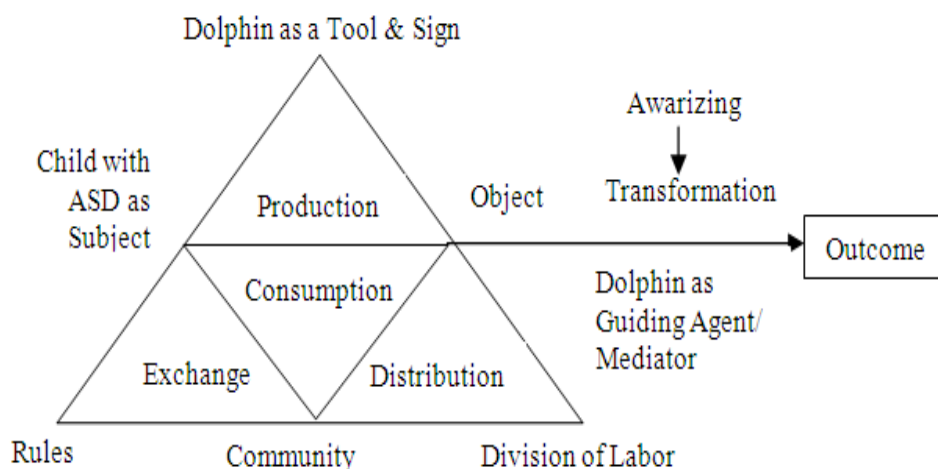 Dolphin as a Tool & Sign
Awarizing
Child with
ASD as
Subject
Production
Object
Transformation
Outcome
Consumption
Dolphin as
Guiding Agent/
Mediator
Exchange
Distribution
Rules
Community
Division of Labor